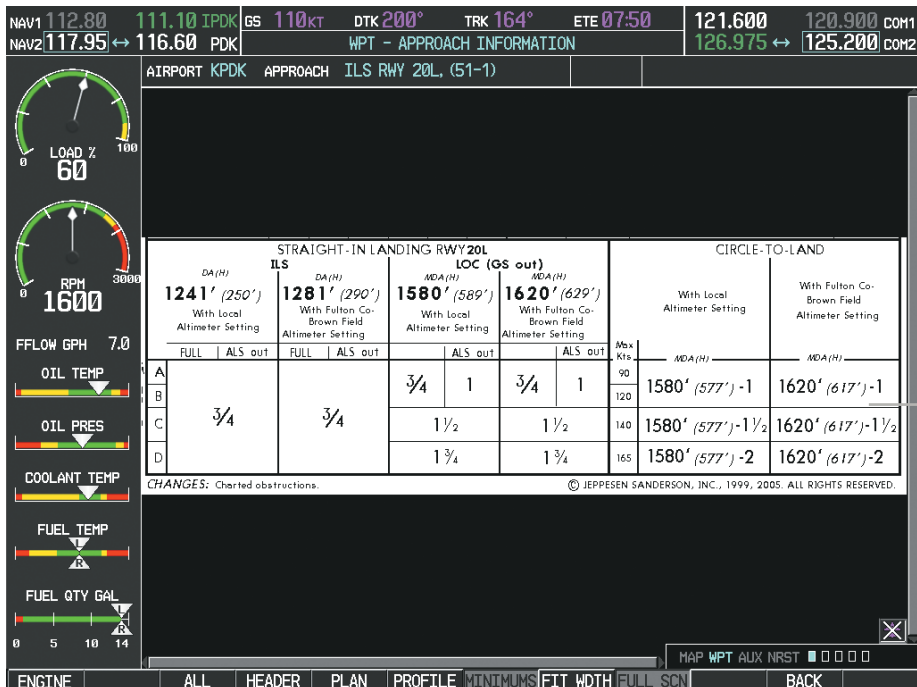 NAV1 112.80 111.10 IPDK GS 110KT DTK 200° TRK 164° ETE 07:50 121.600 120.900 COM1
NAV2 117.95 ↔ 116.60 PDK WPT - APPROACH INFORMATION 126.975 ↔ 125.200 COM2
AIRPORT KPDK APPROACH ILS RWY 20L, (51-1)
0 100
LOAD %
60
0 3000
RPM
1600
FFLOW GPH 7.0
OIL TEMP
OIL PRES
COOLANT TEMP
FUEL TEMP
L
R
FUEL QTY GAL
L
R
0 5 10 14
STRAIGHT-IN LANDING RWY 20L CIRCLE-TO-LAND
ILS LOC (GS out)
DA(H) DA(H) MDA(H) MDA(H)
1241' (250') 1281' (290') 1580' (589') 1620' (629')
With Local Altimeter Setting
With Fulton Co-Brown Field Altimeter Setting
With Local Altimeter Setting
With Fulton Co-Brown Field Altimeter Setting
With Local Altimeter Setting
With Fulton Co-Brown Field Altimeter Setting
FULL ALS out FULL ALS out ALS out ALS out Max Kts MDA(H) MDA(H)
A 3/4 3/4 3/4 1 3/4 1 90 1580' (577') -1 1620' (617') -1
B 120
C 1 1/2 1 1/2 140 1580' (577') -1 1/2 1620' (617') -1 1/2
D 1 3/4 1 3/4 165 1580' (577') -2 1620' (617') -2
CHANGES: Charted obstructions. © JEPPESEN SANDERSON, INC., 1999, 2005. ALL RIGHTS RESERVED.
MAP WPT AUX NRST
ENGINE ALL HEADER PLAN PROFILE MINIMUMS FIT WDTH FULL SCN BACK